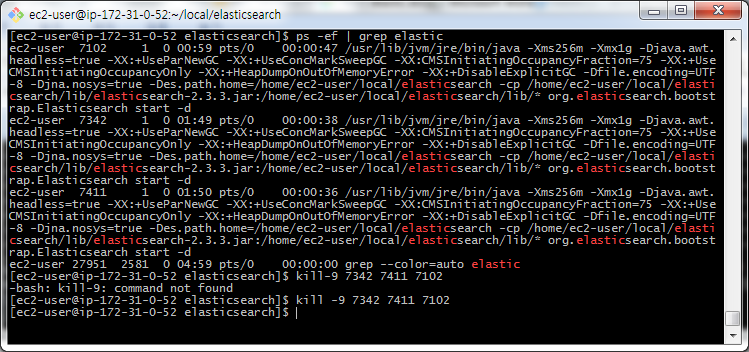 ec2-user@ip-172-31-0-52:~/local/elasticsearch
[ec2-user@ip-172-31-0-52 elasticsearch]$ ps -ef | grep elastic
ec2-user  7102     1  0 00:59 pts/0    00:00:47 /usr/lib/jvm/jre/bin/java -Xms256m -Xmx1g -Djava.awt.
headless=true -XX:+UseParNewGC -XX:+UseConcMarkSweepGC -XX:CMSInitiatingOccupancyFraction=75 -XX:+Use
CMSInitiatingOccupancyOnly -XX:+HeapDumpOnOutOfMemoryError -XX:+DisableExplicitGC -Dfile.encoding=UTF
-8 -Djna.nosys=true -Des.path.home=/home/ec2-user/local/elasticsearch -cp /home/ec2-user/local/elasti
csearch/lib/elasticsearch-2.3.3.jar:/home/ec2-user/local/elasticsearch/lib/* org.elasticsearch.bootst
rap.Elasticsearch start -d
ec2-user  7342     1  0 01:49 pts/0    00:00:38 /usr/lib/jvm/jre/bin/java -Xms256m -Xmx1g -Djava.awt.
headless=true -XX:+UseParNewGC -XX:+UseConcMarkSweepGC -XX:CMSInitiatingOccupancyFraction=75 -XX:+Use
CMSInitiatingOccupancyOnly -XX:+HeapDumpOnOutOfMemoryError -XX:+DisableExplicitGC -Dfile.encoding=UTF
-8 -Djna.nosys=true -Des.path.home=/home/ec2-user/local/elasticsearch -cp /home/ec2-user/local/elasti
csearch/lib/elasticsearch-2.3.3.jar:/home/ec2-user/local/elasticsearch/lib/* org.elasticsearch.bootst
rap.Elasticsearch start -d
ec2-user  7411     1  0 01:50 pts/0    00:00:36 /usr/lib/jvm/jre/bin/java -Xms256m -Xmx1g -Djava.awt.
headless=true -XX:+UseParNewGC -XX:+UseConcMarkSweepGC -XX:CMSInitiatingOccupancyFraction=75 -XX:+Use
CMSInitiatingOccupancyOnly -XX:+HeapDumpOnOutOfMemoryError -XX:+DisableExplicitGC -Dfile.encoding=UTF
-8 -Djna.nosys=true -Des.path.home=/home/ec2-user/local/elasticsearch -cp /home/ec2-user/local/elasti
csearch/lib/elasticsearch-2.3.3.jar:/home/ec2-user/local/elasticsearch/lib/* org.elasticsearch.bootst
rap.Elasticsearch start -d
ec2-user 27951  2581  0 04:59 pts/0    00:00:00 grep --color=auto elastic
[ec2-user@ip-172-31-0-52 elasticsearch]$ kill-9 7342 7411 7102
-bash: kill-9: command not found
[ec2-user@ip-172-31-0-52 elasticsearch]$ kill -9 7342 7411 7102
[ec2-user@ip-172-31-0-52 elasticsearch]$